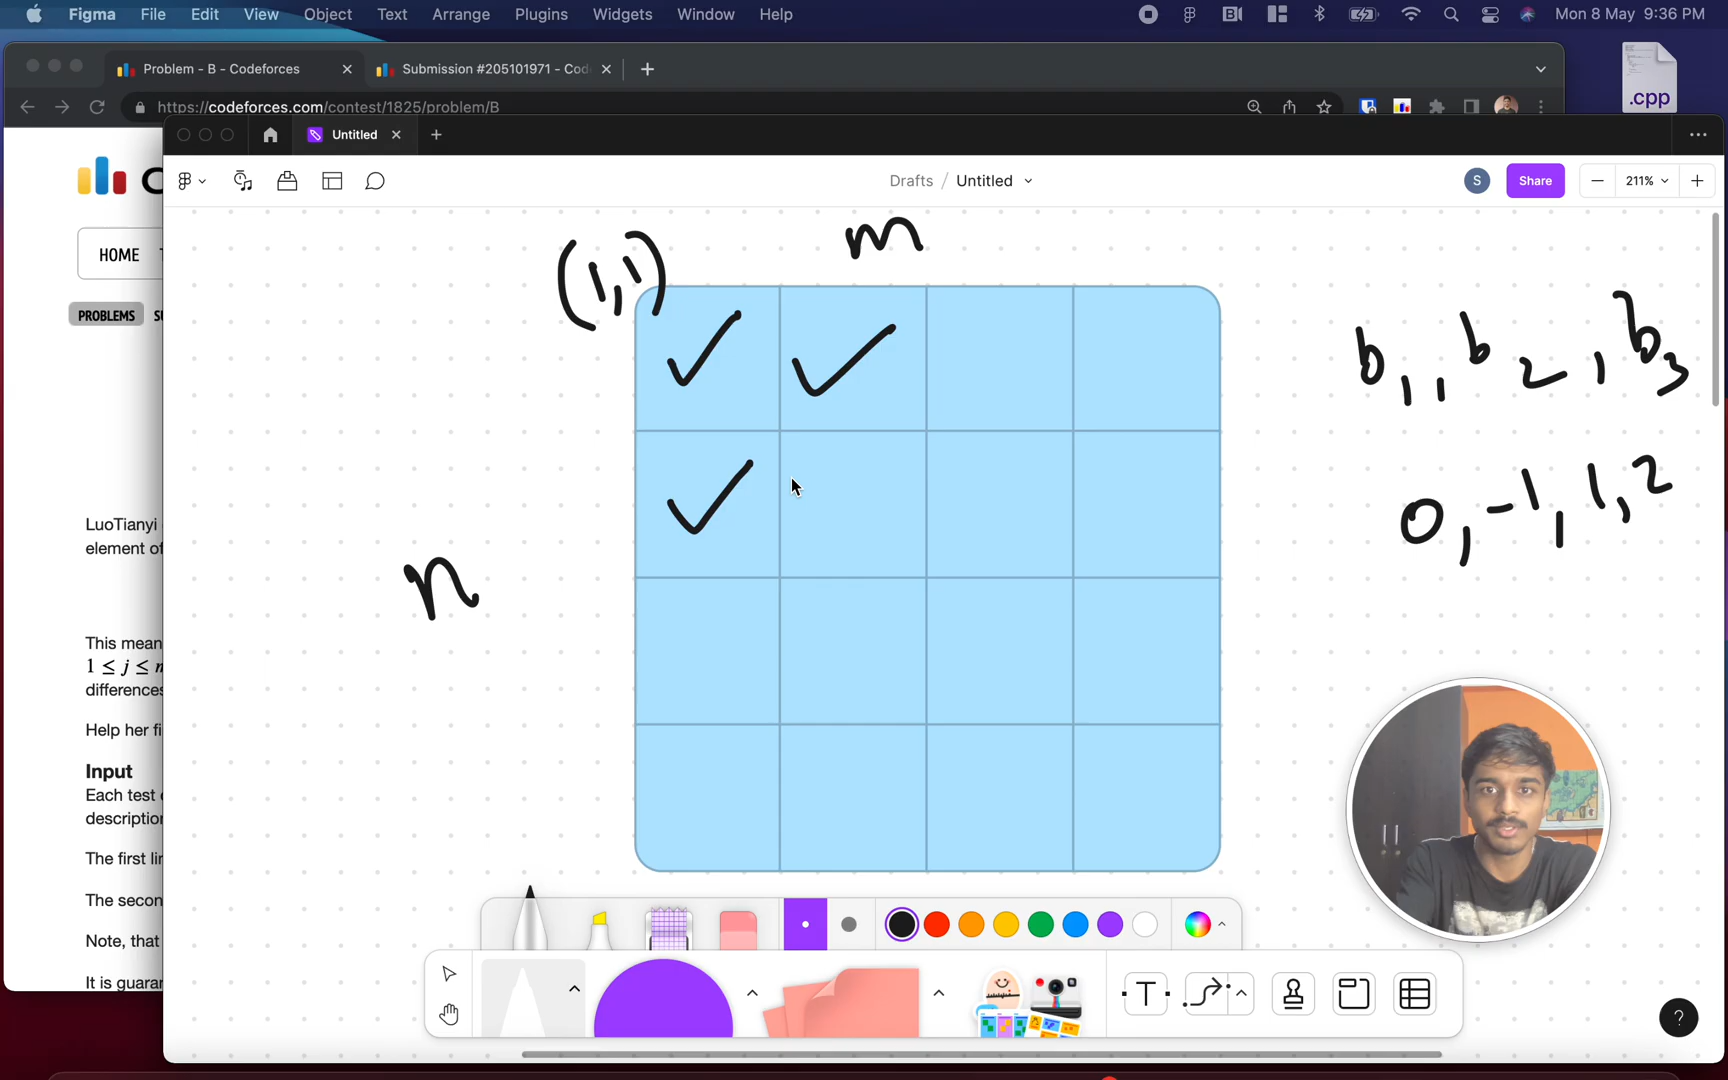 Figma File Edit View Object Text Arrange Plugins Widgets Window Help Mon 8 May 9:36 PM
Problem - B - Codeforces
Submission #205101971 - Cod
https://codeforces.com/contest/1825/problem/B
.cpp
Untitled
Drafts / Untitled
S
Share
211%
C
HOME
PROBLEMS
(1,1)
m
b1, b2, b3
0, -1, 1, 2
n
LuoTianyi
element of
This mean
1 ≤ j ≤ m
differences
Help her fi
Input
Each test
description
The first lin
The secon
Note, that
It is guarar
T
?